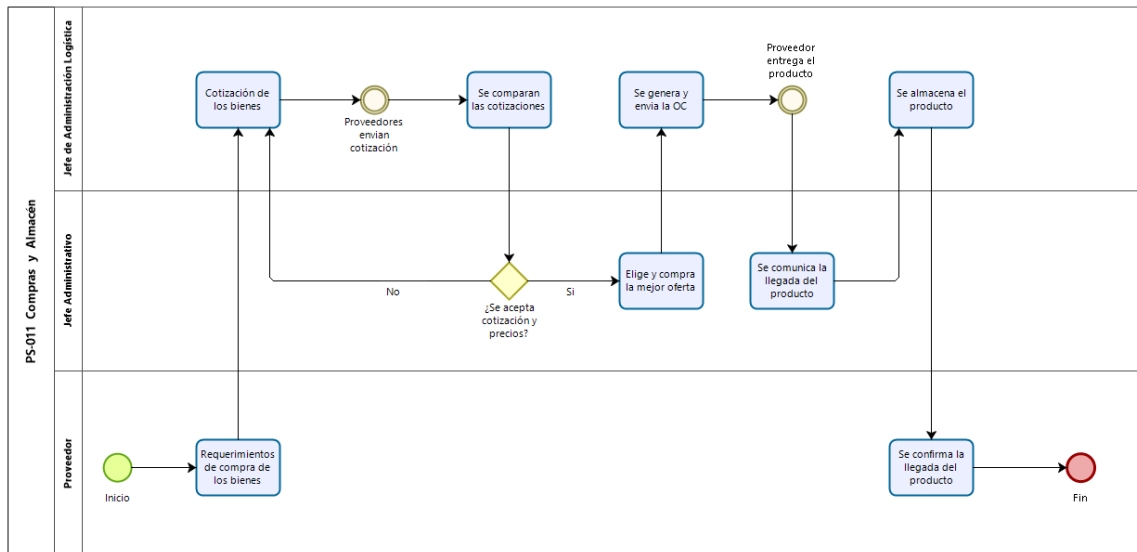 PS-011 Compras y Almacén
Jefe de Administración Logística
Cotización de
los bienes
Proveedores
envian
cotización
Se comparan
las cotizaciones
Se genera y
envia la OC
Proveedor
entrega el
producto
Se almacena el
producto
Jefe Administrativo
No
¿Se acepta
cotización y
precios?
Si
Elige y compra
la mejor oferta
Se comunica la
llegada del
producto
Proveedor
Inicio
Requerimientos
de compra de
los bienes
Se confirma la
llegada del
producto
Fin